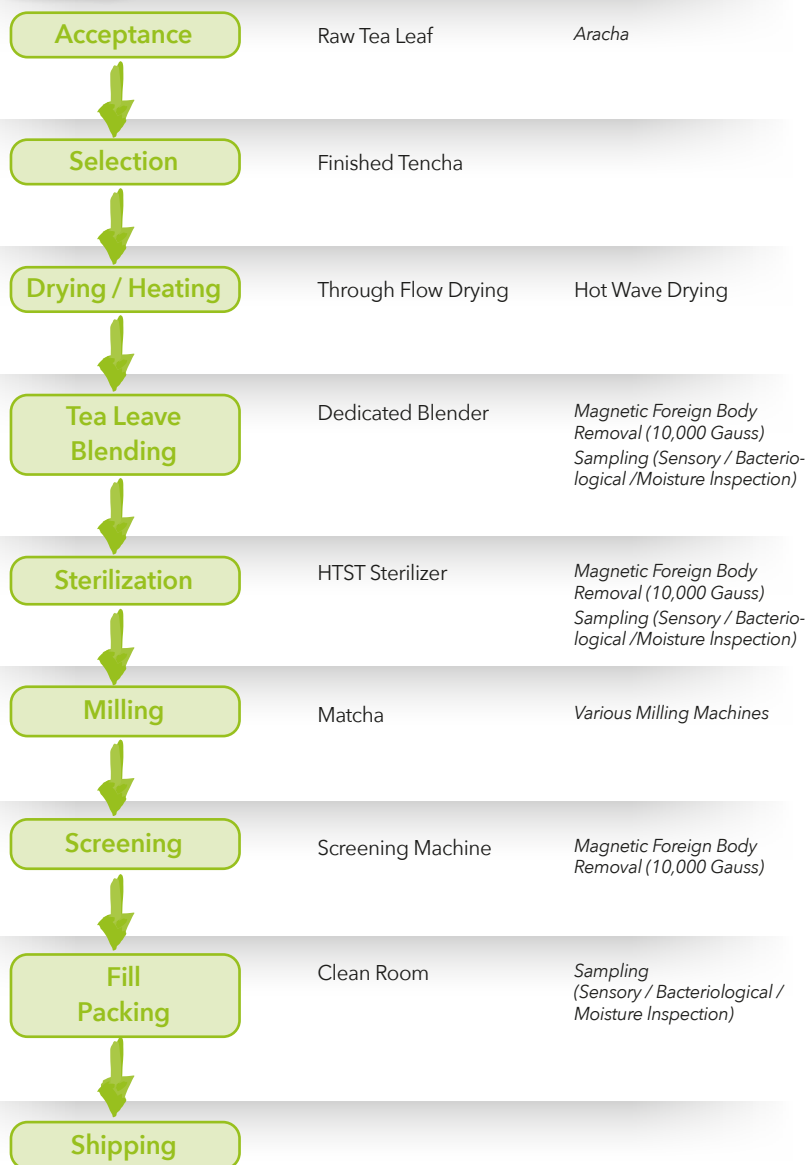 Acceptance
Raw Tea Leaf
Aracha
Selection
Finished Tencha
Drying / Heating
Through Flow Drying
Hot Wave Drying
Tea Leave
Blending
Dedicated Blender
Magnetic Foreign Body
Removal (10,000 Gauss)
Sampling (Sensory / Bacterio-
logical /Moisture Inspection)
Sterilization
HTST Sterilizer
Magnetic Foreign Body
Removal (10,000 Gauss)
Sampling (Sensory / Bacterio-
logical /Moisture Inspection)
Milling
Matcha
Various Milling Machines
Screening
Screening Machine
Magnetic Foreign Body
Removal (10,000 Gauss)
Fill
Packing
Clean Room
Sampling
(Sensory / Bacteriological /
Moisture Inspection)
Shipping